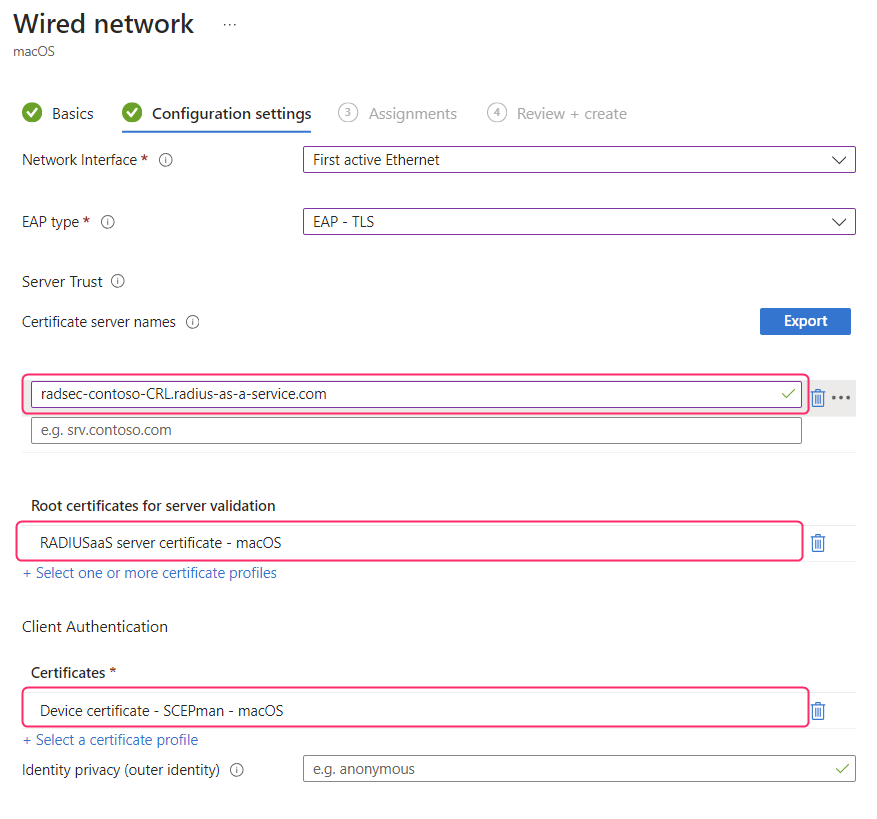 Wired network ...
macOS
Basics Configuration settings 3 Assignments 4 Review + create
Network Interface * First active Ethernet
EAP type * EAP - TLS
Server Trust
Certificate server names Export
radsec-contoso-CRL.radius-as-a-service.com
e.g. srv.contoso.com
Root certificates for server validation
RADIUSaaS server certificate - macOS
+ Select one or more certificate profiles
Client Authentication
Certificates *
Device certificate - SCEPman - macOS
+ Select a certificate profile
Identity privacy (outer identity) e.g. anonymous